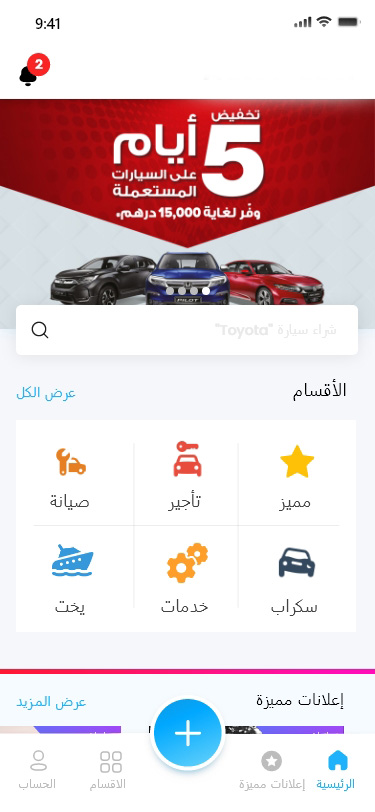 9:41
2
تخفيض
5 أيام
على السيارات
المستعملة
وفّر لغاية 15,000 درهم*
PILOT
شراء سيارة "Toyota"
الأقسام
عرض الكل
مميز
تأجير
صيانة
سكراب
خدمات
يخت
إعلانات مميزة
عرض المزيد
الرئيسية
إعلانات مميزة
الاقسام
الحساب